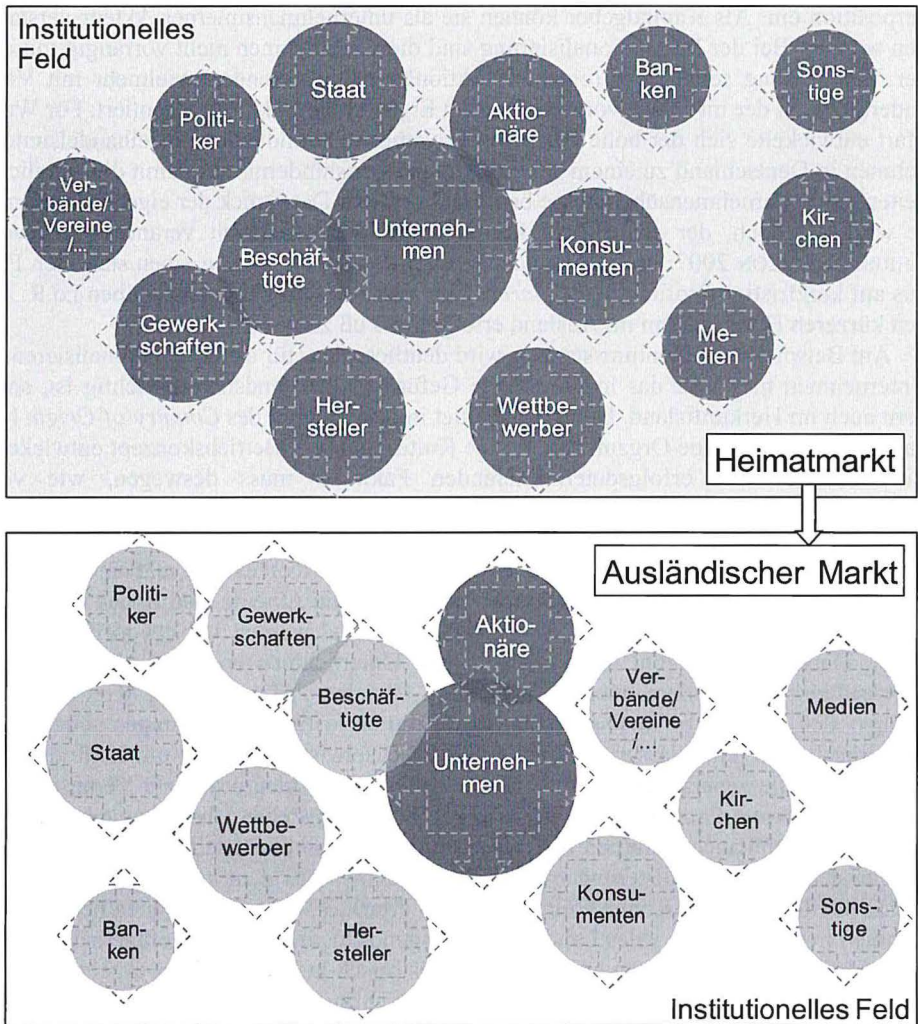 Institutionelles
Feld
Staat
Ban-
ken
Sons-
tige
Politi-
ker
Aktio-
näre
Ver-
bände/
Vereine
/...
Kir-
chen
Unterneh-
men
Beschäf-
tigte
Konsu-
menten
Gewerk-
schaften
Me-
dien
Her-
steller
Wettbe-
werber
Heimatmarkt
Ausländischer Markt
Politi-
ker
Gewerk-
schaften
Aktio-
näre
Beschäf-
tigte
Ver-
bände/
Vereine
/...
Medien
Staat
Unterneh-
men
Wettbe-
werber
Kir-
chen
Konsu-
menten
Ban-
ken
Her-
steller
Sons-
tige
Institutionelles Feld